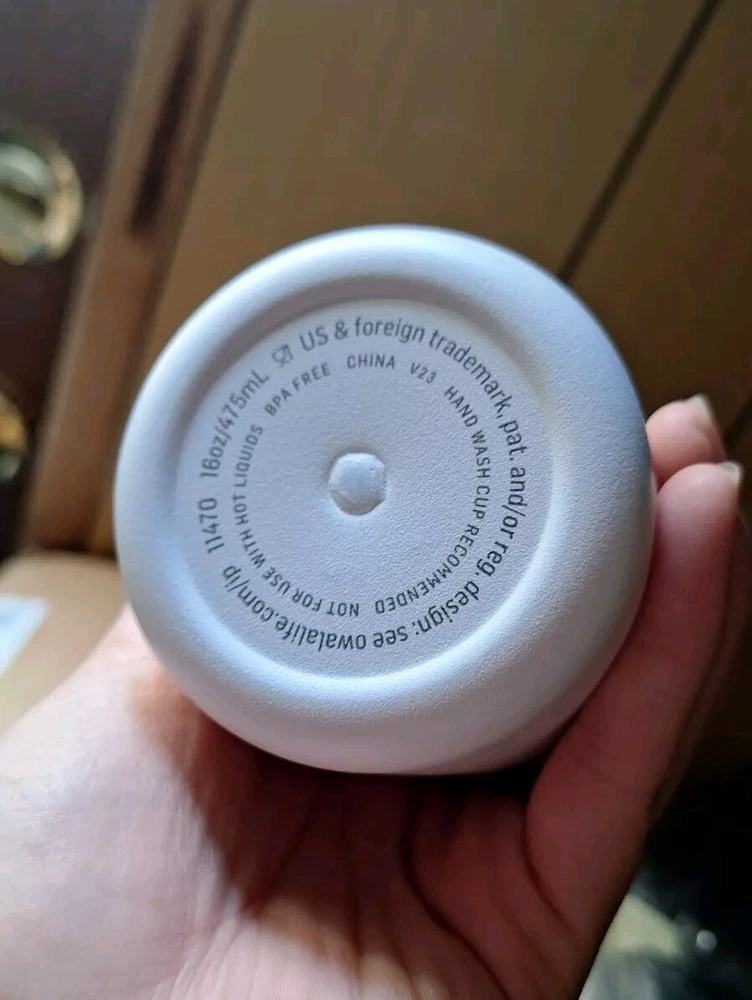 11470 16oz/475mL US & foreign trademark, pat. and/or reg. design: see owalalife.com/ip
BPA FREE CHINA V23 HAND WASH CUP RECOMMENDED NOT FOR USE WITH HOT LIQUIDS